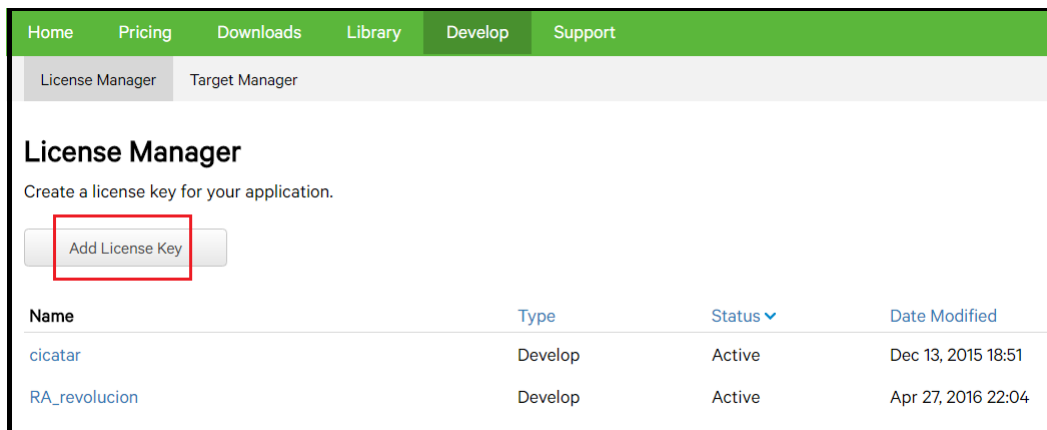 Home Pricing Downloads Library Develop Support
License Manager Target Manager
License Manager
Create a license key for your application.
Add License Key
Name Type Status Date Modified
cicatar Develop Active Dec 13, 2015 18:51
RA_revolucion Develop Active Apr 27, 2016 22:04